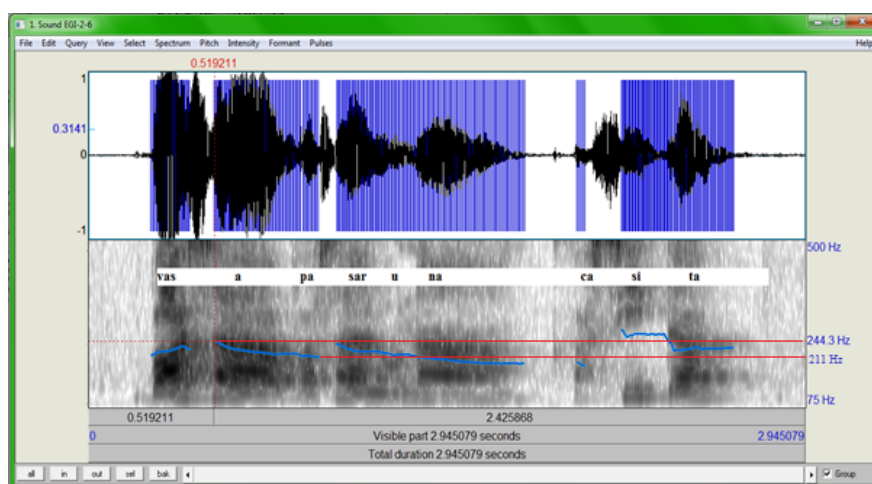 1. Sound EGI-2-6
File Edit Query View Select Spectrum Pitch Intensity Formant Pulses Help
0.519211
1
0.3141
0
-1
500 Hz
vas a pa sar u na ca si ta
244.3 Hz
211 Hz
75 Hz
0.519211 2.425868
0 Visible part 2.945079 seconds 2.945079
Total duration 2.945079 seconds
all in out sel bak Group